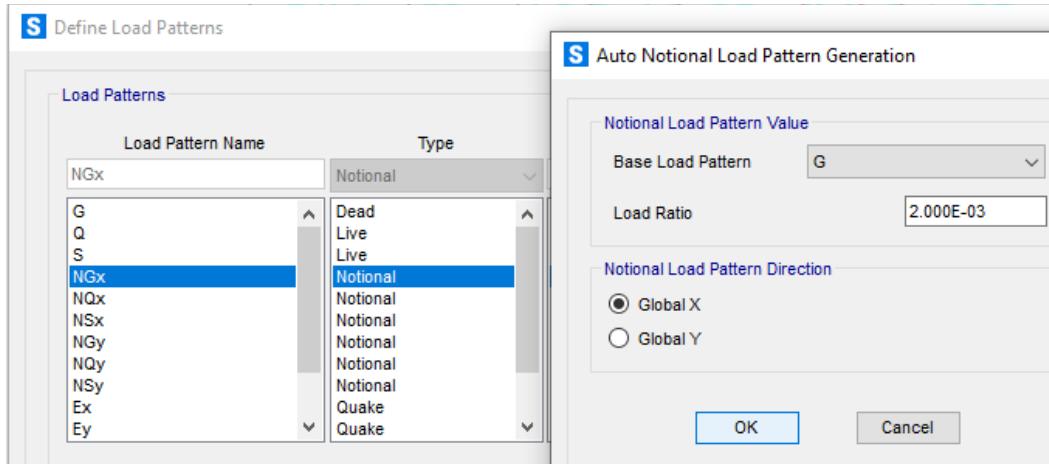 S Define Load Patterns
Load Patterns
Load Pattern Name Type
NGx Notional
G Dead
Q Live
S Live
NGx Notional
NQx Notional
NSx Notional
NGy Notional
NQy Notional
NSy Notional
Ex Quake
Ey Quake
S Auto Notional Load Pattern Generation
Notional Load Pattern Value
Base Load Pattern G
Load Ratio 2.000E-03
Notional Load Pattern Direction
Global X
Global Y
OK Cancel